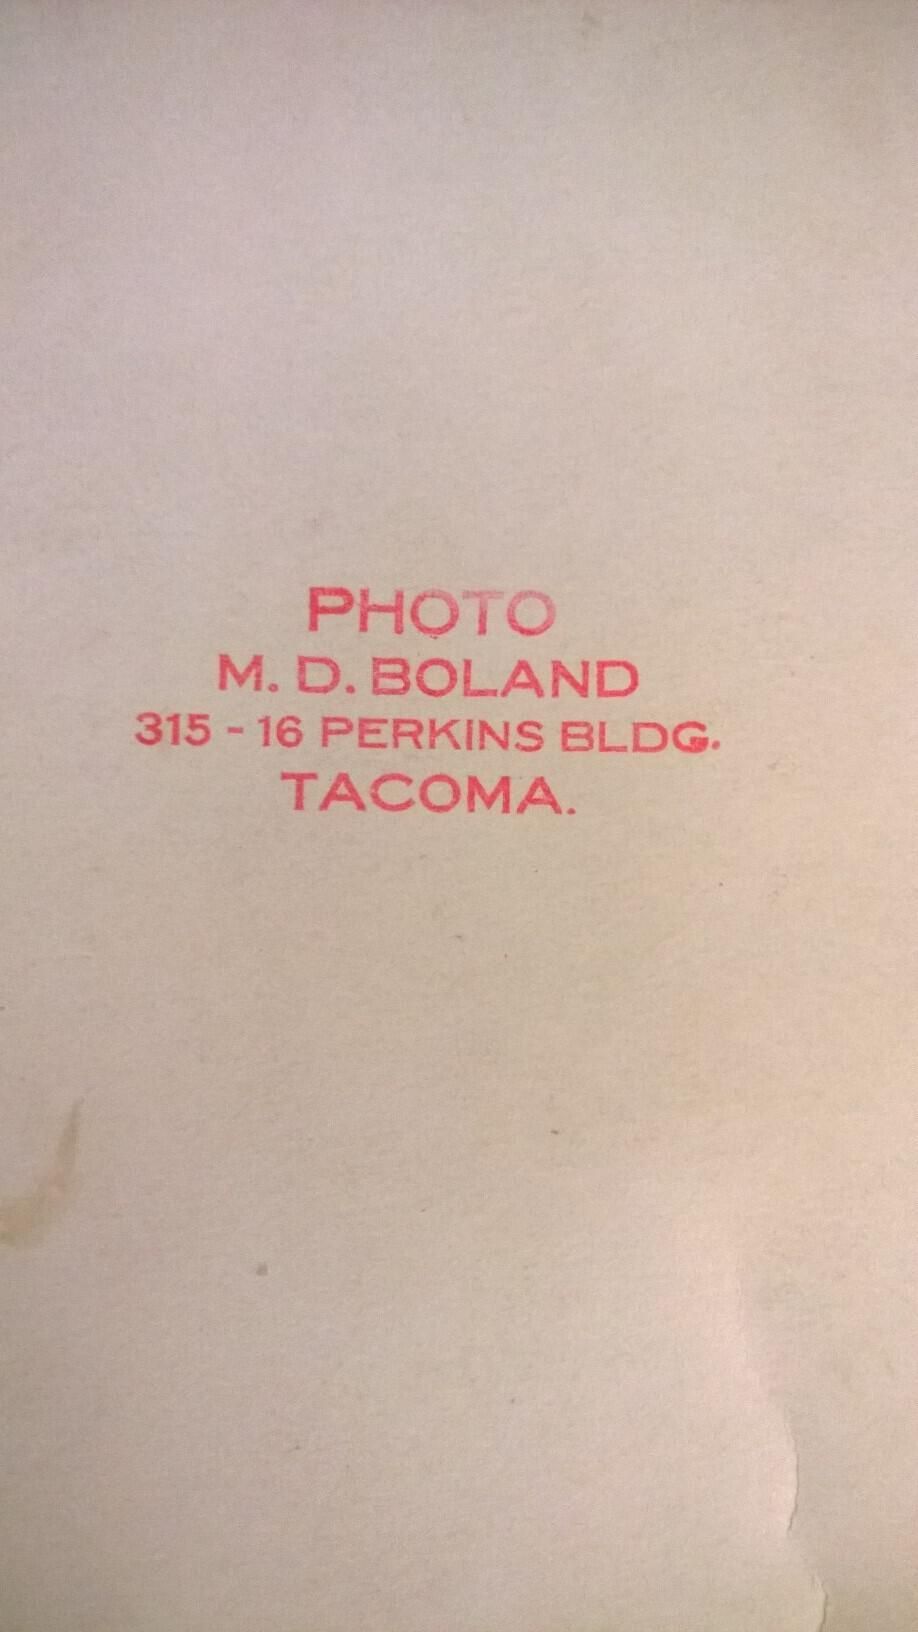 PHOTO
M. D. BOLAND
315 - 16 PERKINS BLDG.
TACOMA.